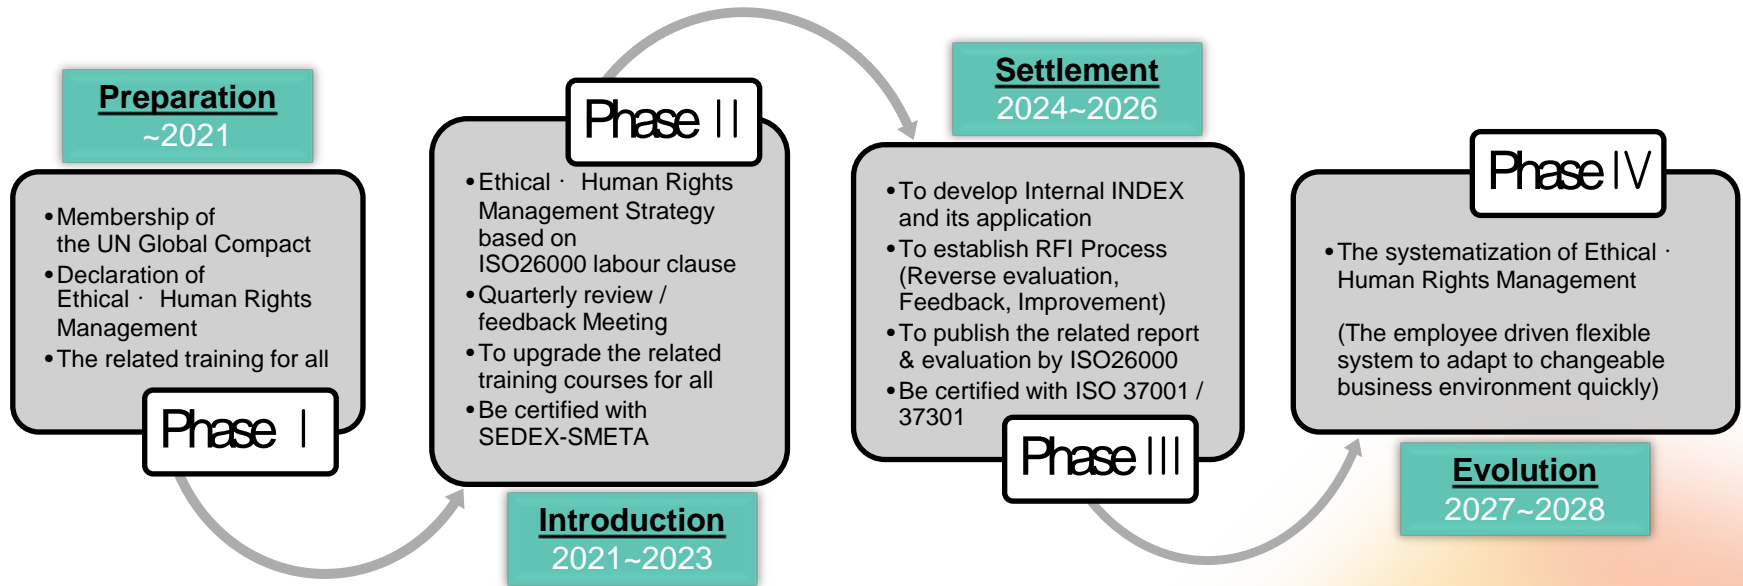 Preparation
~2021
• Membership of
the UN Global Compact
• Declaration of
Ethical · Human Rights
Management
• The related training for all
Phase Ⅰ
Phase Ⅱ
• Ethical · Human Rights
Management Strategy
based on
ISO26000 labour clause
• Quarterly review /
feedback Meeting
• To upgrade the related
training courses for all
• Be certified with
SEDEX-SMETA
Introduction
2021~2023
Settlement
2024~2026
• To develop Internal INDEX
and its application
• To establish RFI Process
(Reverse evaluation,
Feedback, Improvement)
• To publish the related report
& evaluation by ISO26000
• Be certified with ISO 37001 /
37301
Phase Ⅲ
Phase Ⅳ
• The systematization of Ethical ·
Human Rights Management
(The employee driven flexible
system to adapt to changeable
business environment quickly)
Evolution
2027~2028